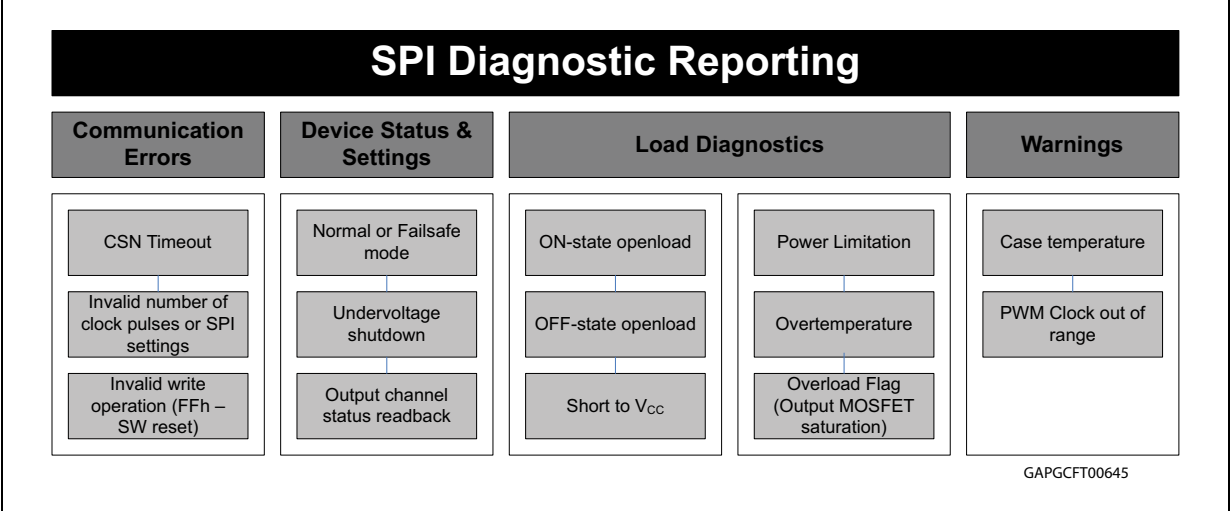 SPI Diagnostic Reporting
Communication
Errors
Device Status &
Settings
Load Diagnostics
Warnings
CSN Timeout
Invalid number of
clock pulses or SPI
settings
Invalid write
operation (FFh –
SW reset)
Normal or Failsafe
mode
Undervoltage
shutdown
Output channel
status readback
ON-state openload
OFF-state openload
Short to VCC
Power Limitation
Overtemperature
Overload Flag
(Output MOSFET
saturation)
Case temperature
PWM Clock out of
range
GAPGCFT00645